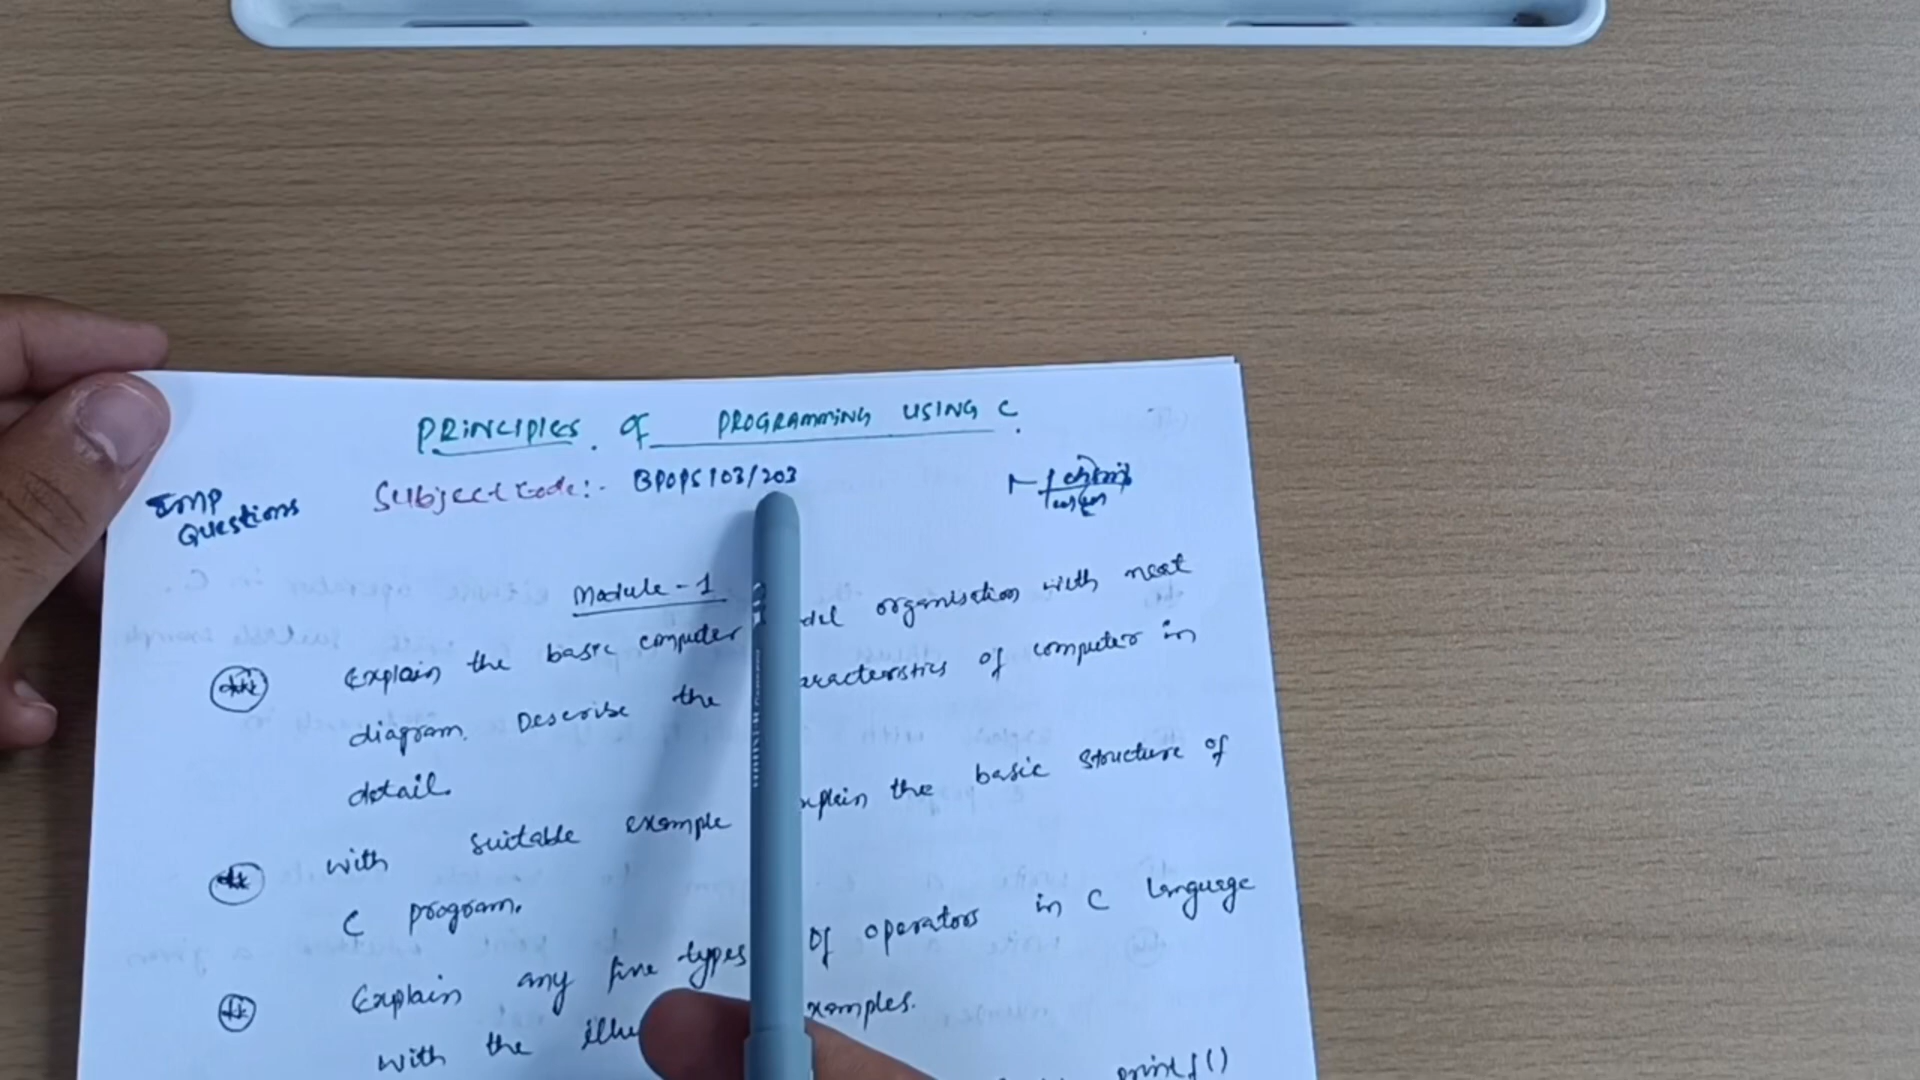 PRINCIPLES OF PROGRAMMING USING C.
IMP Questions
Subject Code:- BPOPS103/203
Module-1
Explain the basic computer organisation with neat
diagram. Describe the of computer in
detail.
With suitable example the basic structure of
C program.
Explain any five types Of operators in C language
with the
printf()